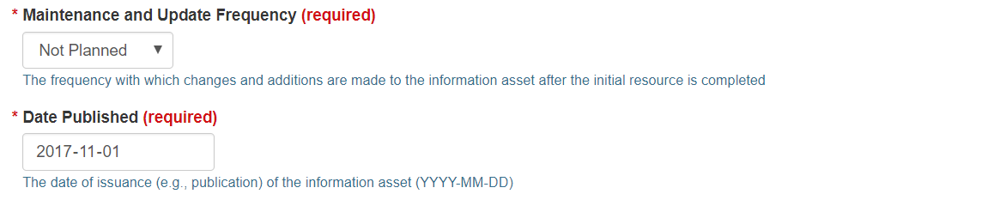 * Maintenance and Update Frequency (required)
Not Planned ▼
The frequency with which changes and additions are made to the information asset after the initial resource is completed
* Date Published (required)
2017-11-01
The date of issuance (e.g., publication) of the information asset (YYYY-MM-DD)